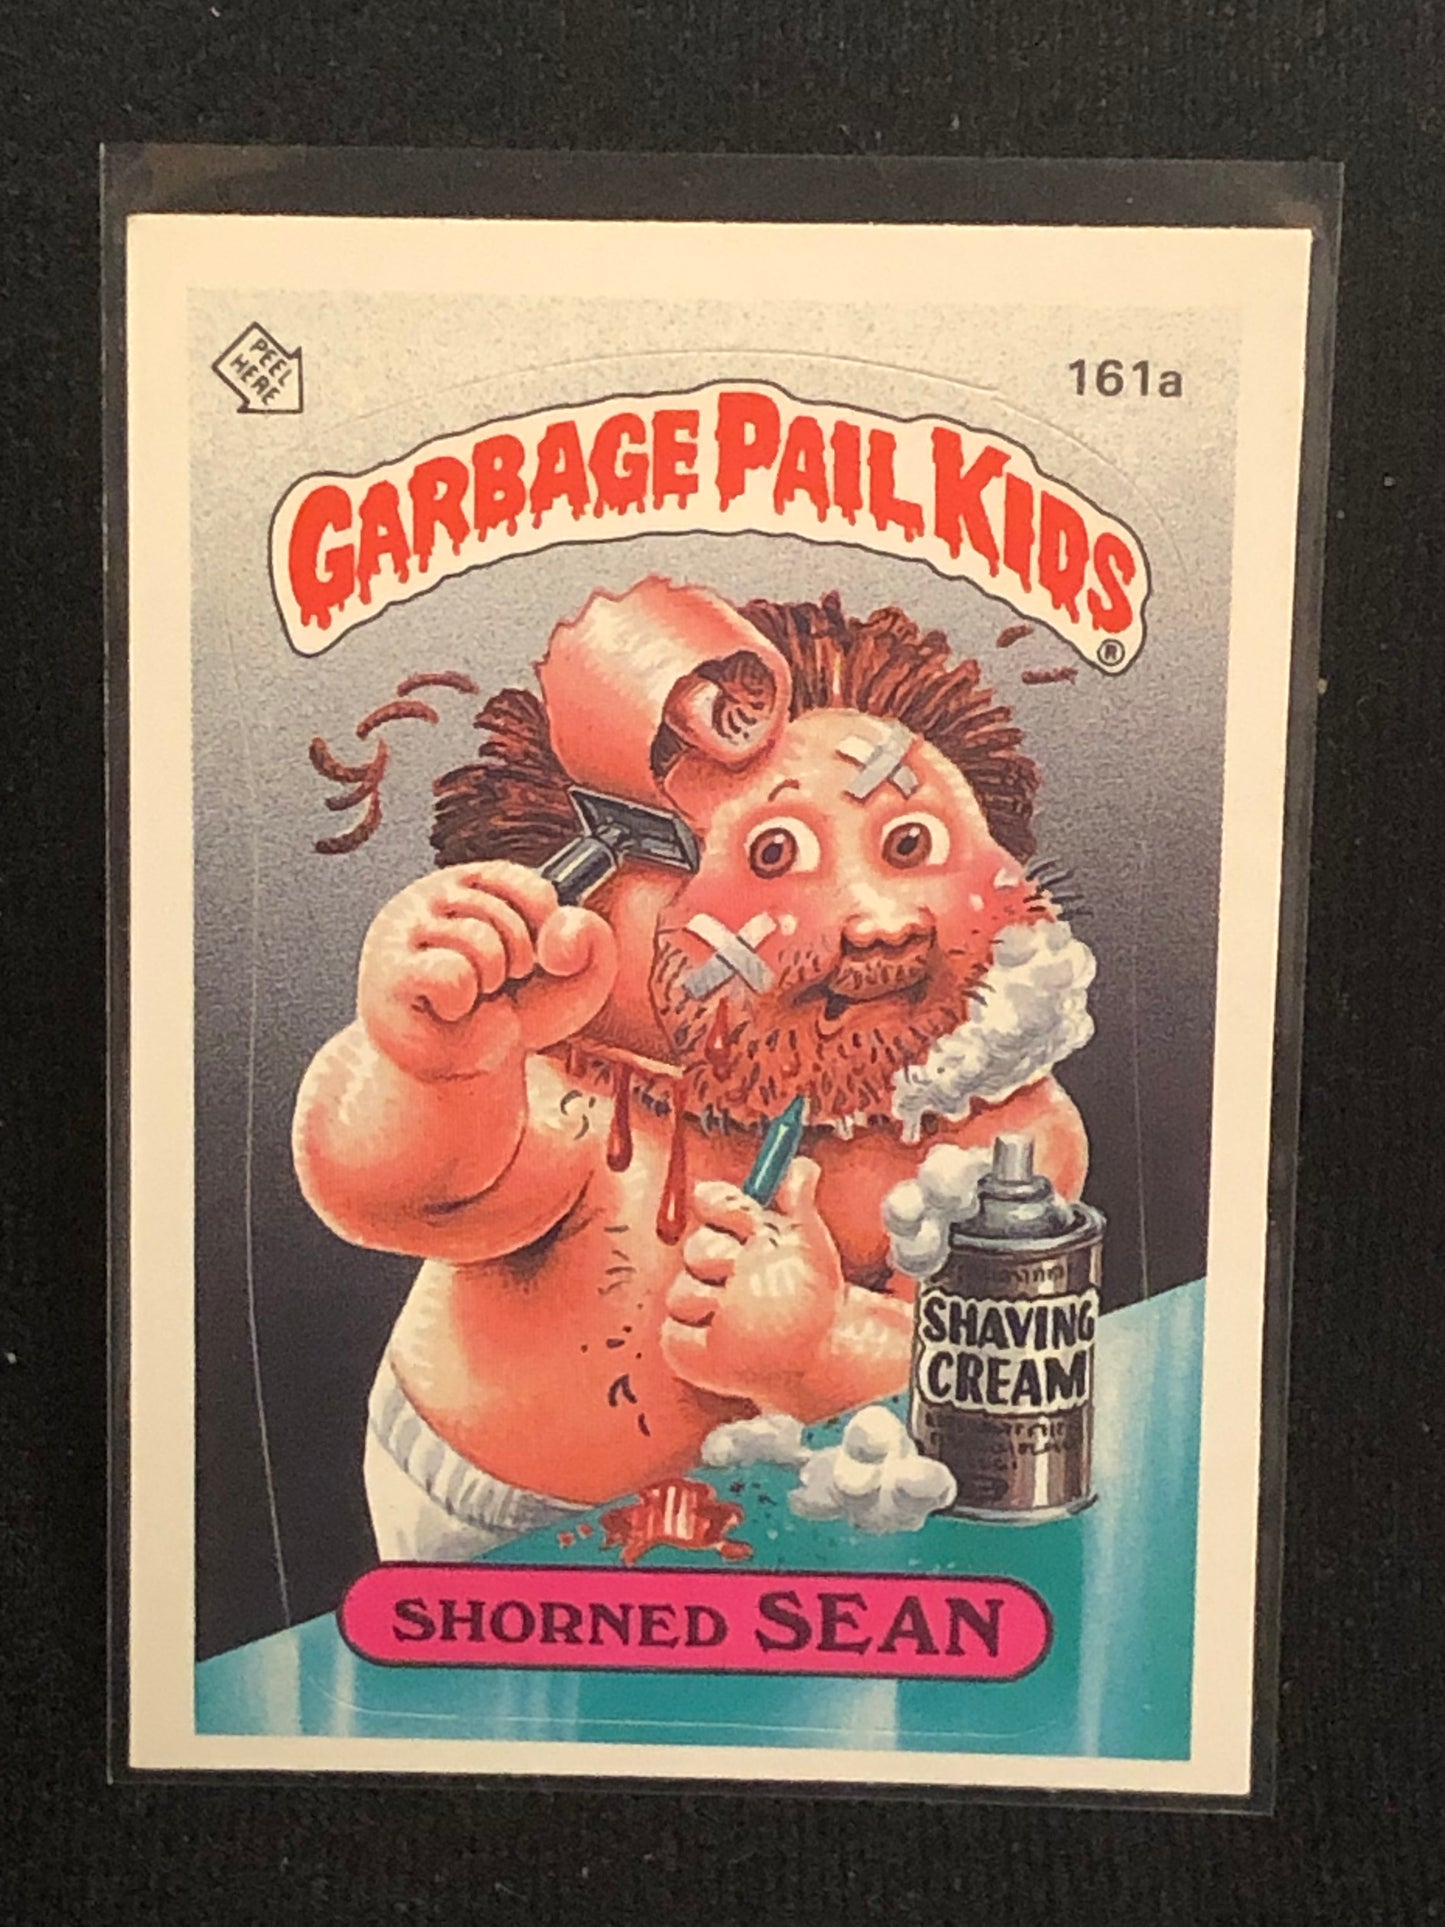 PEEL
HERE
161a
GARBAGE PAIL KIDS
®
SHAVING
CREAM
SHORNED SEAN